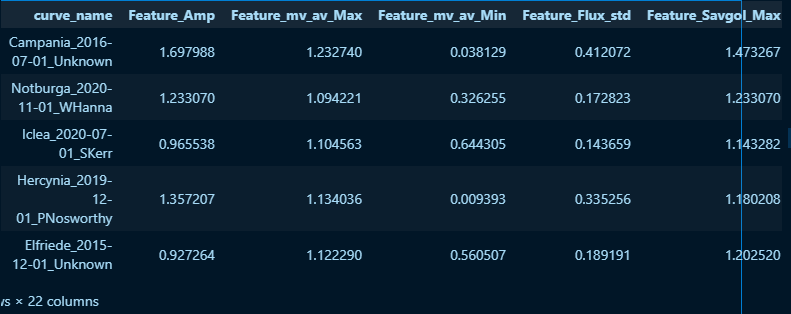 curve_name Feature_Amp Feature_mv_av_Max Feature_mv_av_Min Feature_Flux_std Feature_Savgol_Max
Campania_2016-
07-01_Unknown 1.697988 1.232740 0.038129 0.412072 1.473267
Notburga_2020-
11-01_WHanna 1.233070 1.094221 0.326255 0.172823 1.233070
Iclea_2020-07-
01_SKerr 0.965538 1.104563 0.644305 0.143659 1.143282
Hercynia_2019-
12-
01_PNosworthy 1.357207 1.134036 0.009393 0.335256 1.180208
Elfriede_2015-
12-01_Unknown 0.927264 1.122290 0.560507 0.189191 1.202520
× 22 columns